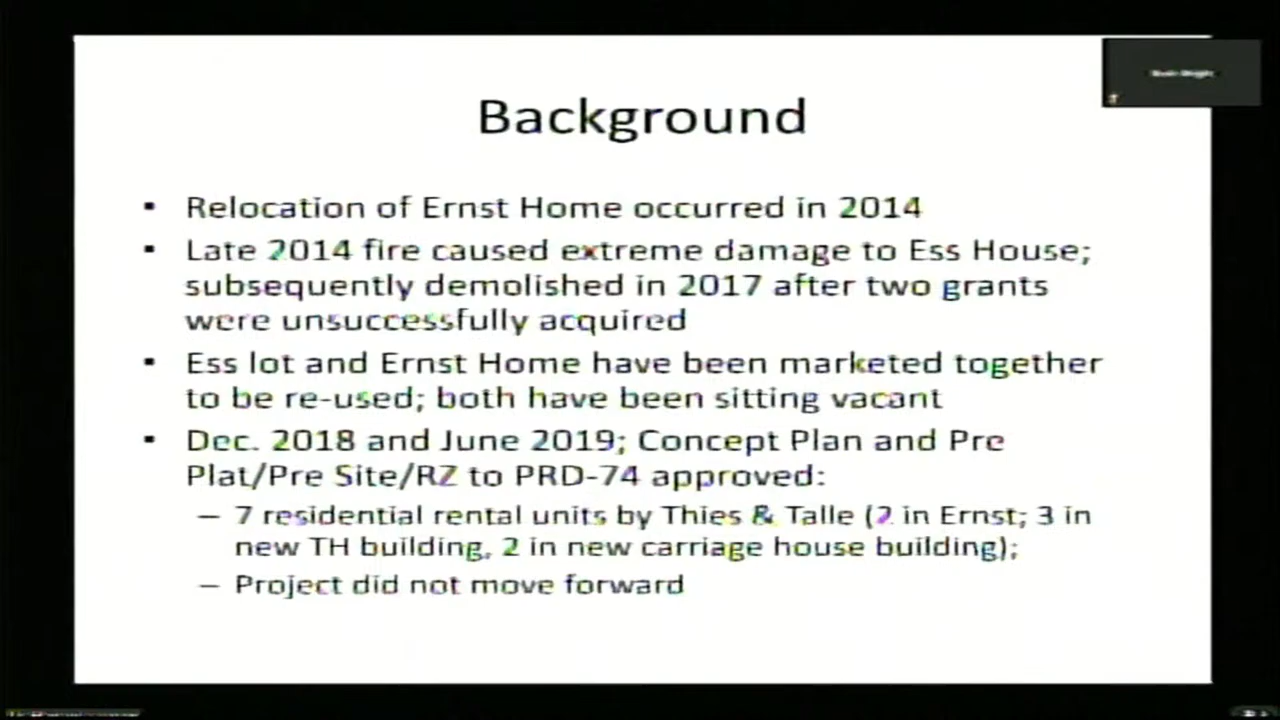 Background
▪ Relocation of Ernst Home occurred in 2014
▪ Late 2014 fire caused extreme damage to Ess House;
subsequently demolished in 2017 after two grants
were unsuccessfully acquired
▪ Ess lot and Ernst Home have been marketed together
to be re-used; both have been sitting vacant
▪ Dec. 2018 and June 2019; Concept Plan and Pre
Plat/Pre Site/RZ to PRD-74 approved:
– 7 residential rental units by Thies & Talle (2 in Ernst; 3 in
new TH building, 2 in new carriage house building);
– Project did not move forward